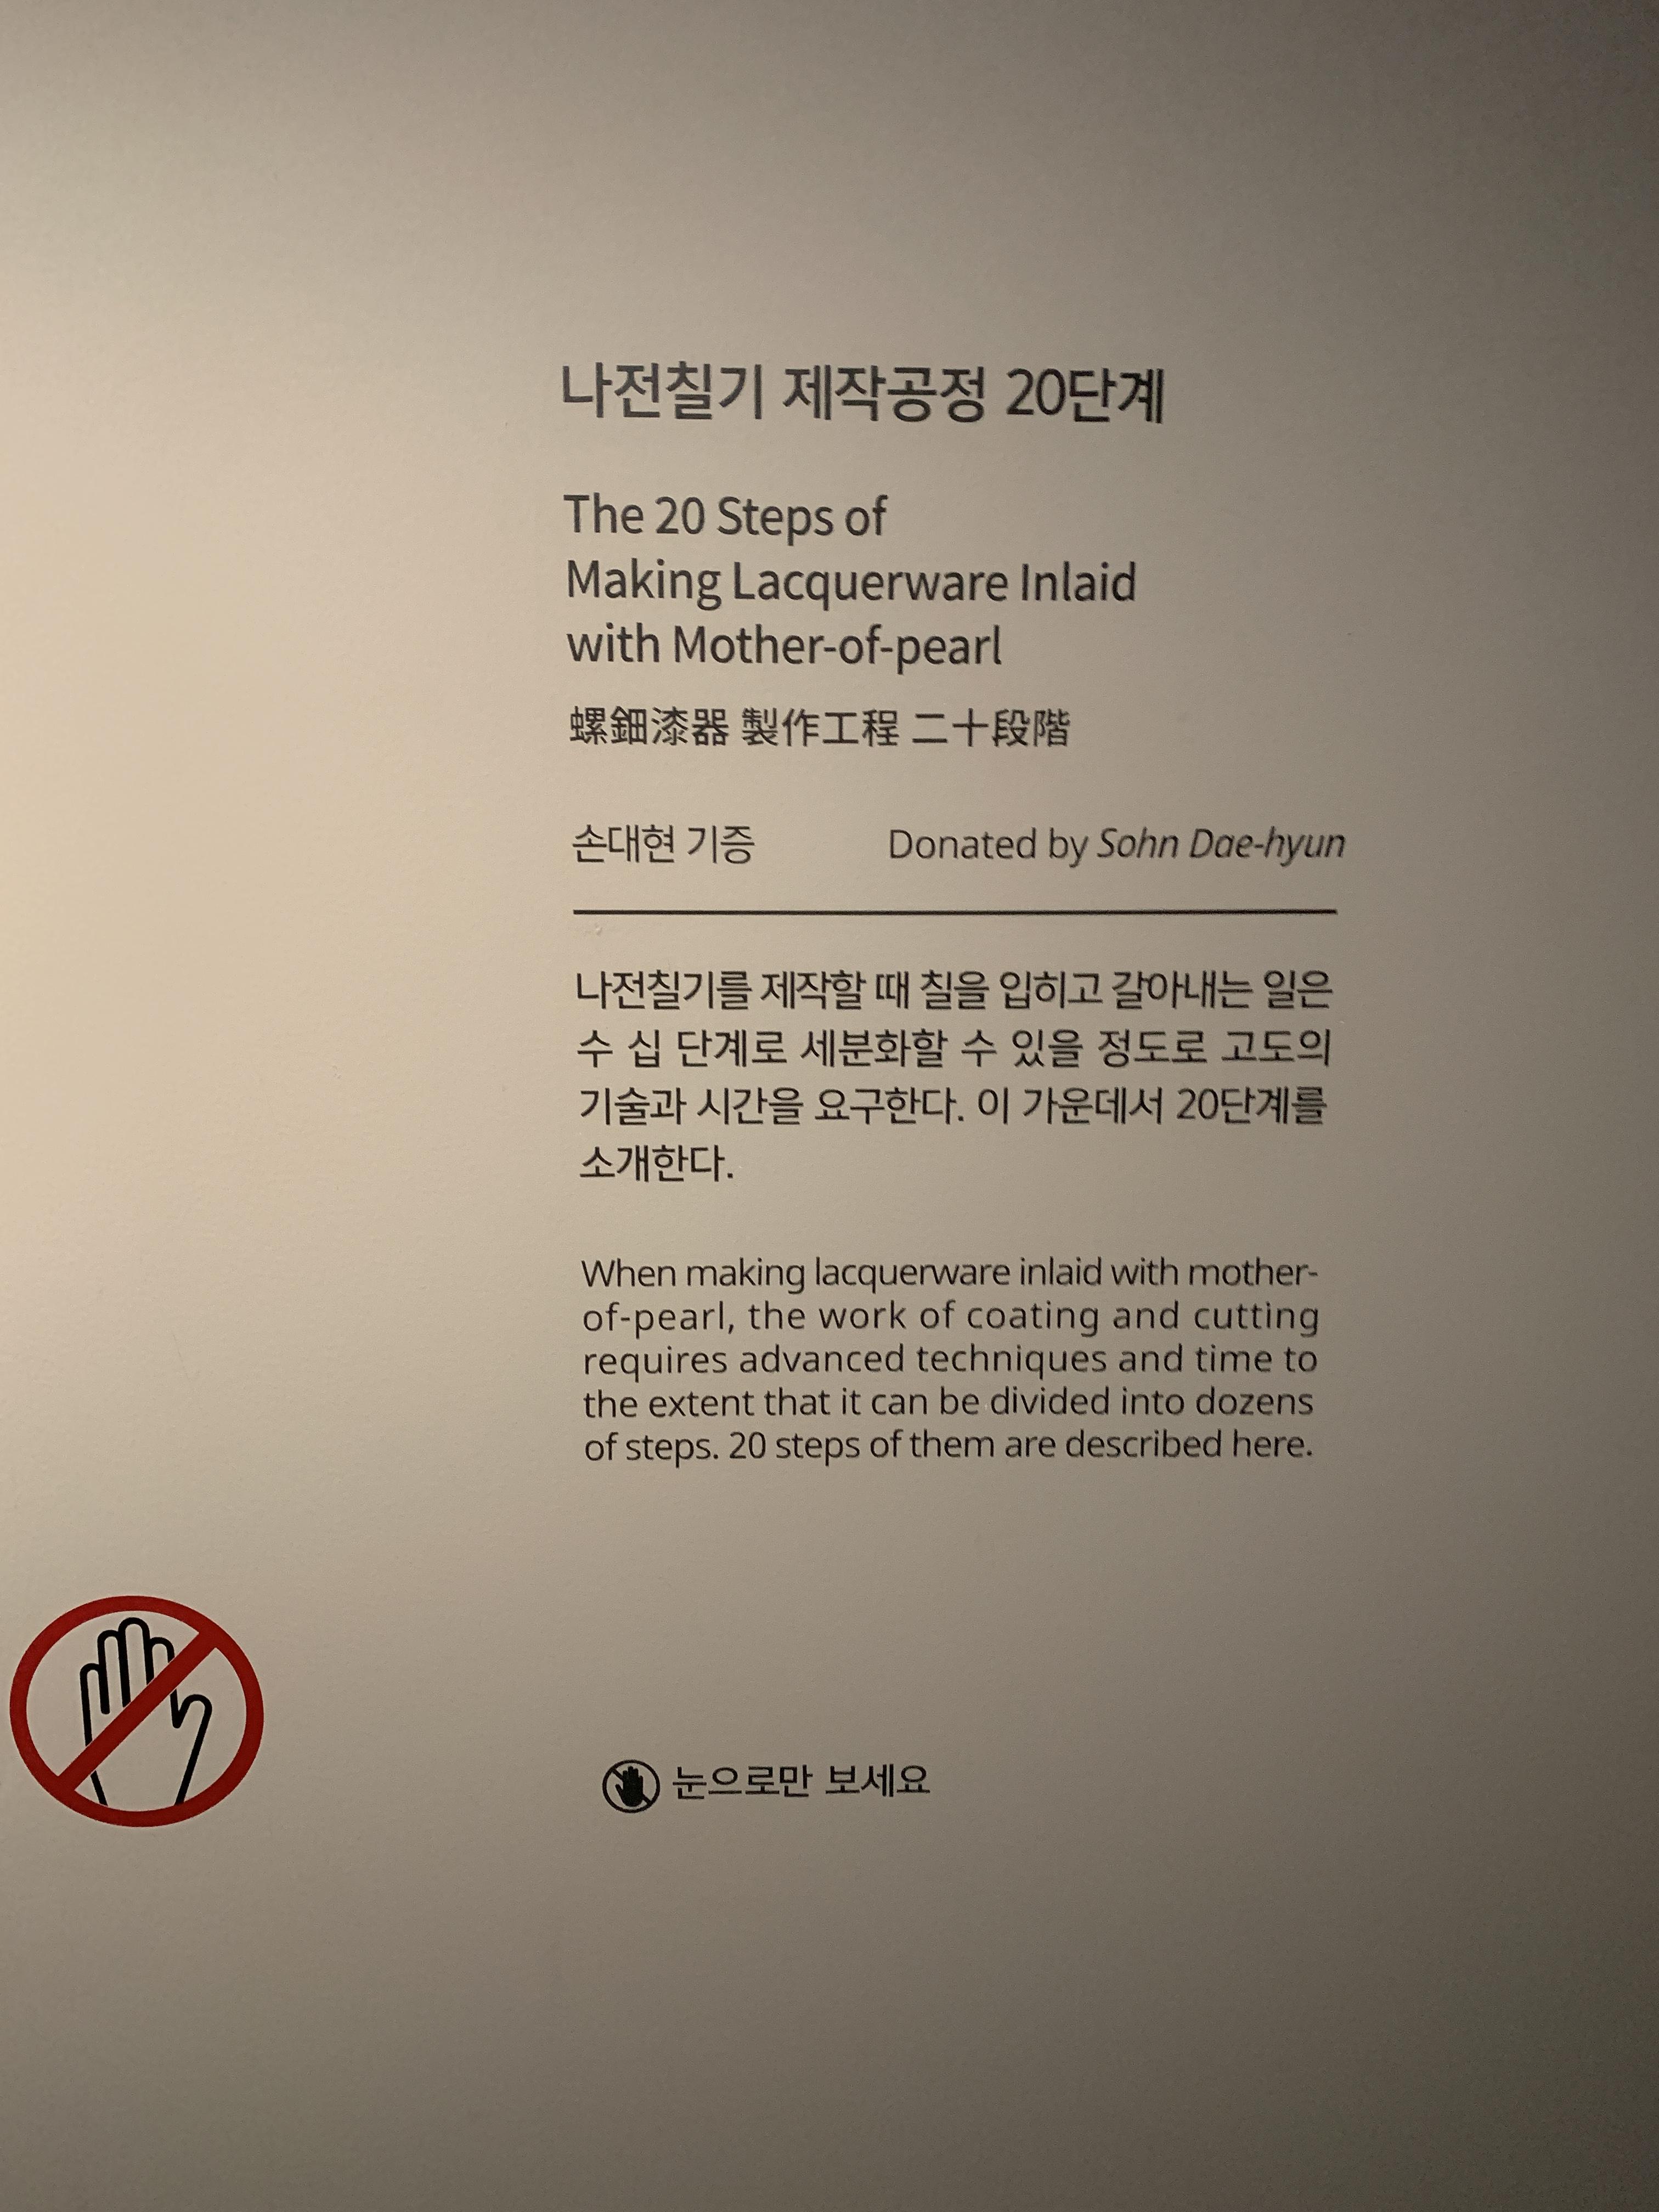 나전칠기 제작공정 20단계
The 20 Steps of
Making Lacquerware Inlaid
with Mother-of-pearl
螺鈿漆器 製作工程 二十段階
손대현 기증
Donated by Sohn Dae-hyun
나전칠기를 제작할 때 칠을 입히고 갈아내는 일은
수 십 단계로 세분화할 수 있을 정도로 고도의
기술과 시간을 요구한다. 이 가운데서 20단계를
소개한다.
When making lacquerware inlaid with mother-
of-pearl, the work of coating and cutting
requires advanced techniques and time to
the extent that it can be divided into dozens
of steps. 20 steps of them are described here.
눈으로만 보세요